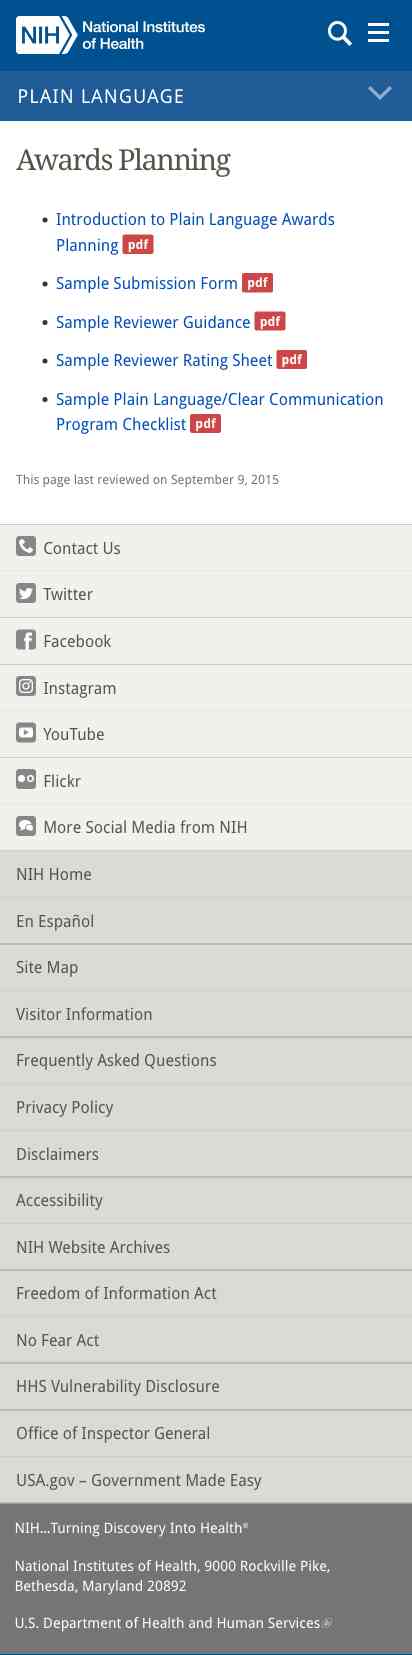 NIH National Institutes
of Health
PLAIN LANGUAGE
Awards Planning
• Introduction to Plain Language Awards
Planning pdf
• Sample Submission Form pdf
• Sample Reviewer Guidance pdf
• Sample Reviewer Rating Sheet pdf
• Sample Plain Language/Clear Communication
Program Checklist pdf
This page last reviewed on September 9, 2015
Contact Us
Twitter
Facebook
Instagram
YouTube
Flickr
More Social Media from NIH
NIH Home
En Español
Site Map
Visitor Information
Frequently Asked Questions
Privacy Policy
Disclaimers
Accessibility
NIH Website Archives
Freedom of Information Act
No Fear Act
HHS Vulnerability Disclosure
Office of Inspector General
USA.gov – Government Made Easy
NIH...Turning Discovery Into Health®
National Institutes of Health, 9000 Rockville Pike,
Bethesda, Maryland 20892
U.S. Department of Health and Human Services